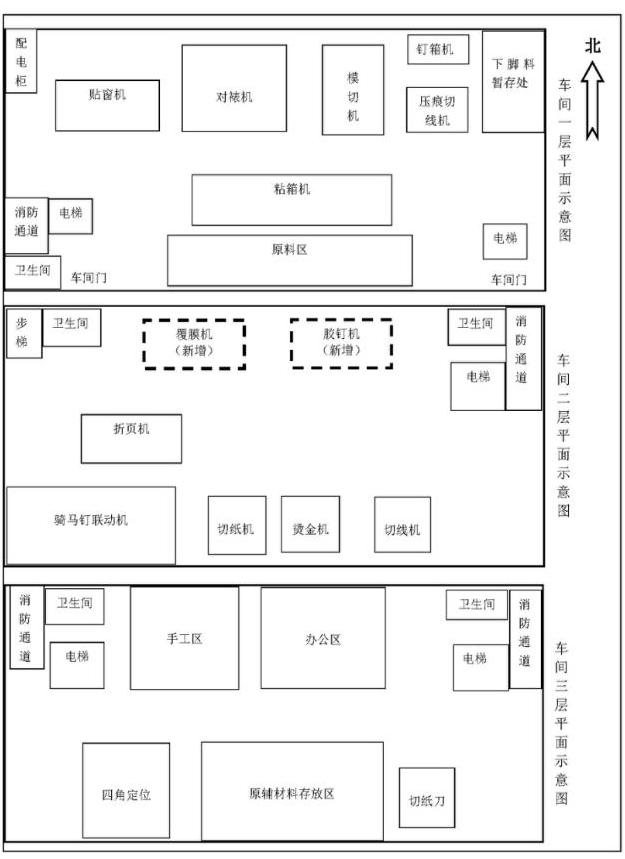 北
配
电
柜
贴窗机
对裱机
模
切
机
钉箱机
压痕切
线机
下 脚 料
暂存处
粘箱机
消防
通道
电梯
卫生间
车间门
原料区
电梯
车间门
车间一层平面示意图
步
梯
卫生间
覆膜机
（新增）
胶钉机
（新增）
卫生间
消
防
通
道
电梯
折页机
骑马钉联动机
切纸机
烫金机
切线机
车间二层平面示意图
消
防
通
道
卫生间
电梯
手工区
办公区
卫生间
电梯
消
防
通
道
四角定位
原辅材料存放区
切纸刀
车间三层平面示意图